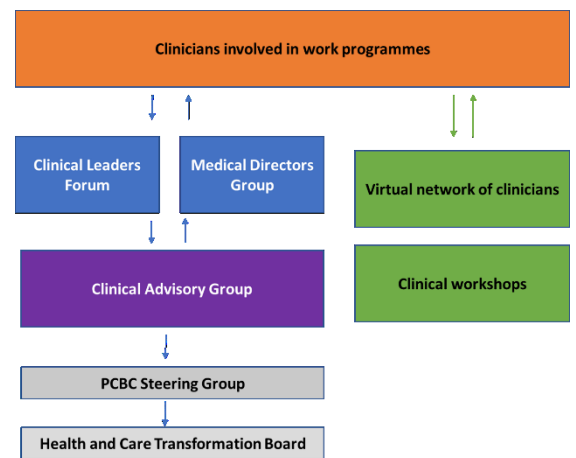 Clinicians involved in work programmes
Clinical Leaders
Forum
Medical Directors
Group
Virtual network of clinicians
Clinical Advisory Group
Clinical workshops
PCBC Steering Group
Health and Care Transformation Board